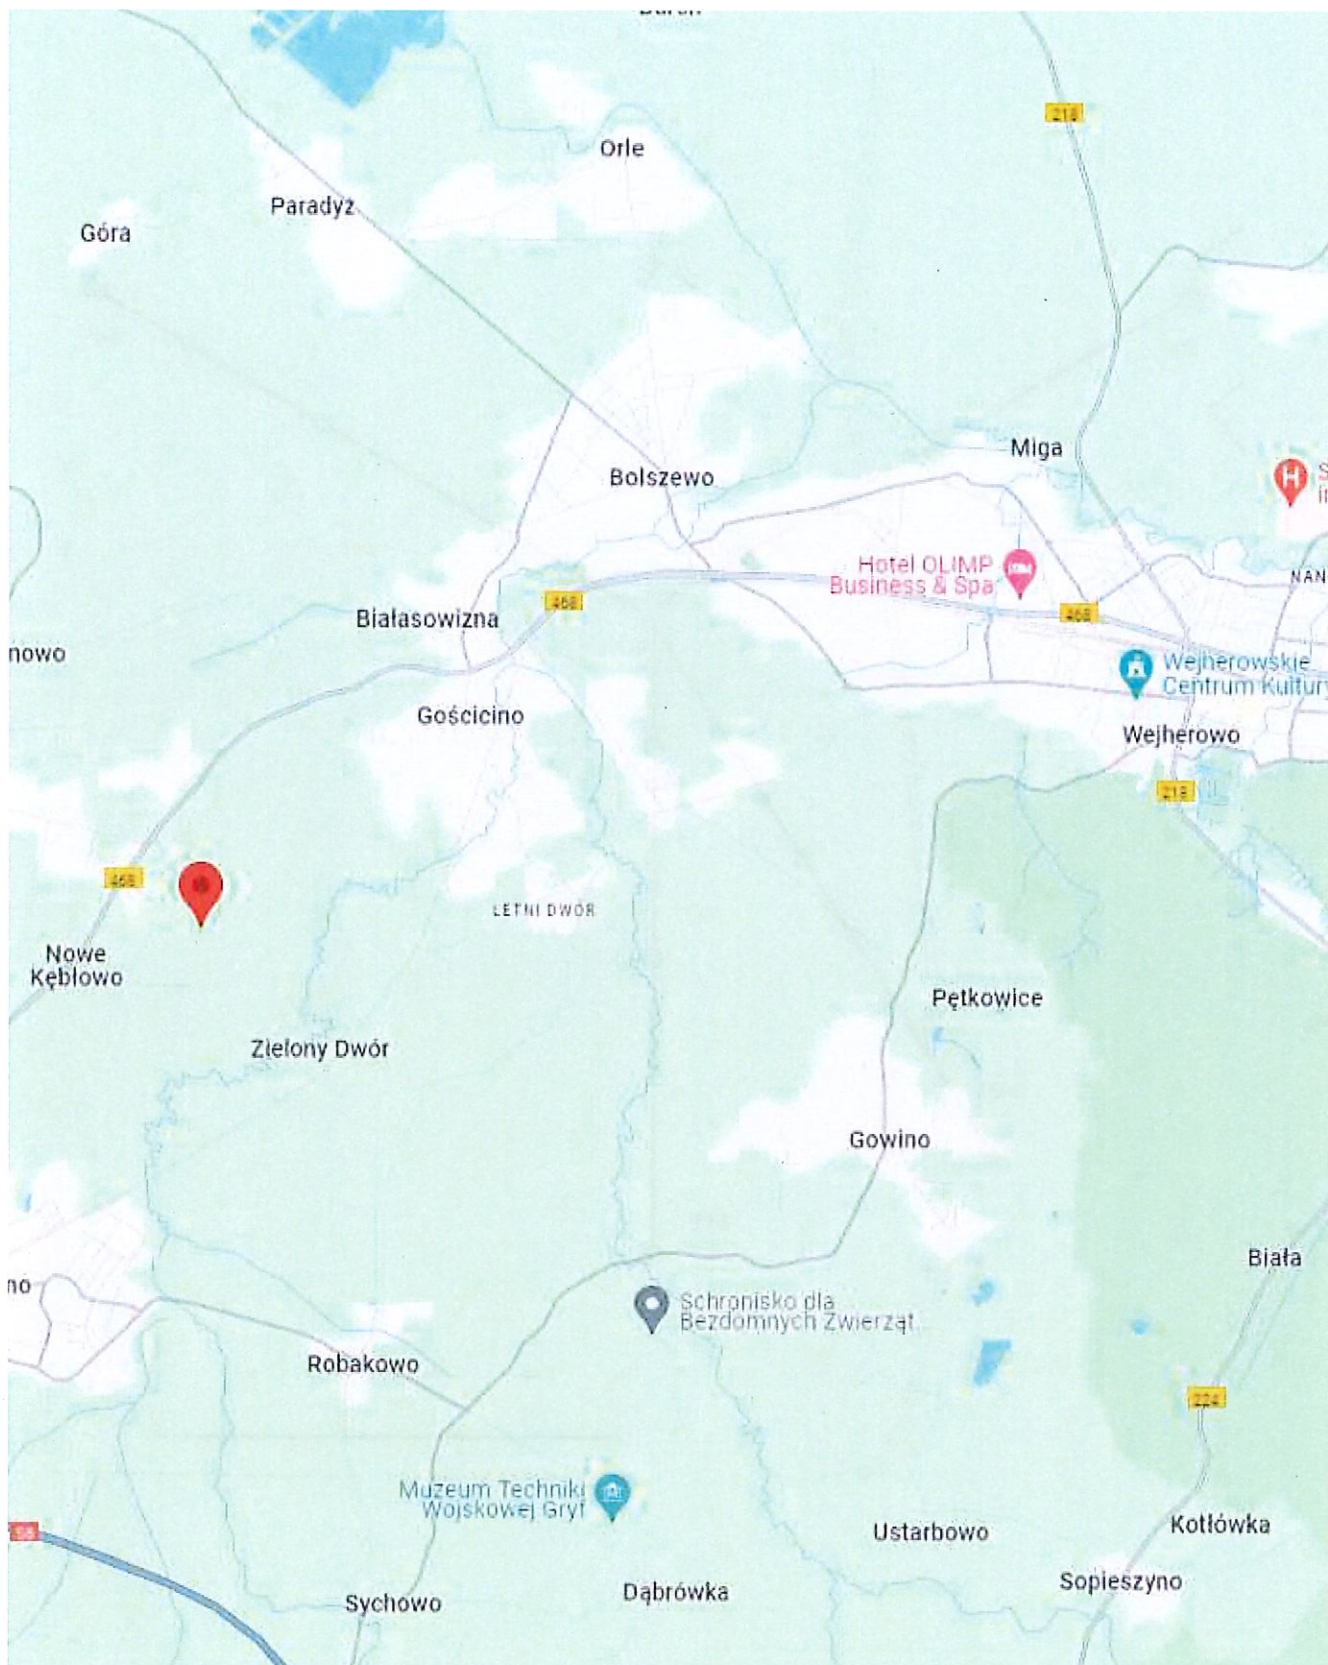 218
Orle
Paradyż
Góra
Miga
Bolszewo
H
Hotel OLIMP
Business & Spa
NAN
468
468
Białasowizna
nowo
Wejherowskie
Centrum Kultury
Gościcino
Wejherowo
218
468
LETNI DWÓR
Nowe
Kębłowo
Pętkowice
Zielony Dwór
Gowino
Biała
no
Schronisko dla
Bezdomnych Zwierząt...
Robakowo
224
Muzeum Techniki
Wojskowej Gryf
S6
Ustarbowo
Kotłówka
Sopieszyno
Dąbrówka
Sychowo